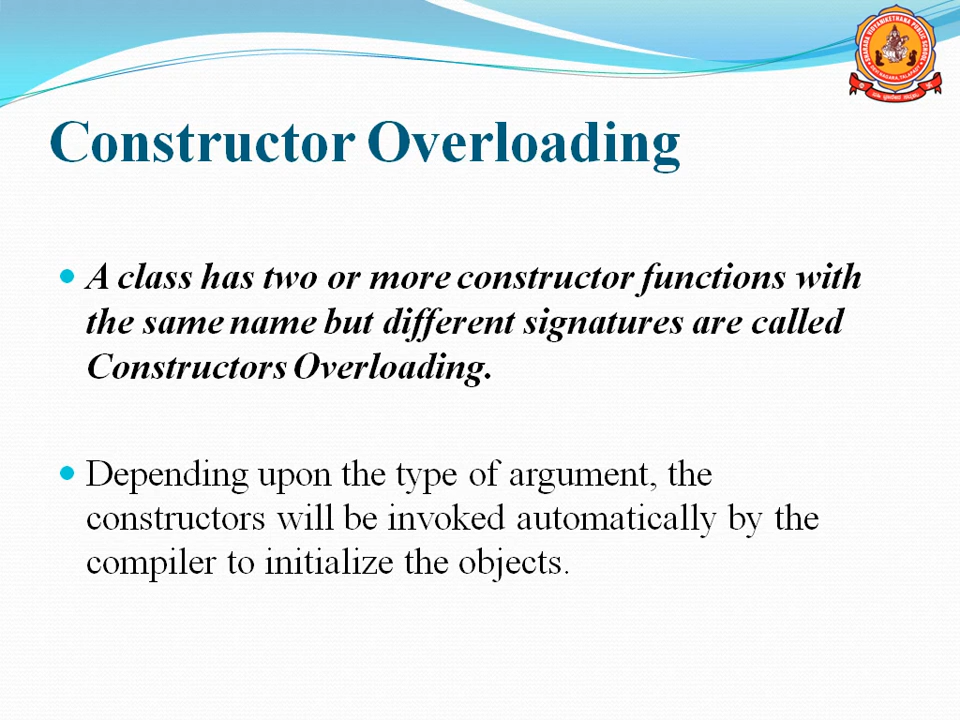 Constructor Overloading
A class has two or more constructor functions with
the same name but different signatures are called
Constructors Overloading.
Depending upon the type of argument, the
constructors will be invoked automatically by the
compiler to initialize the objects.